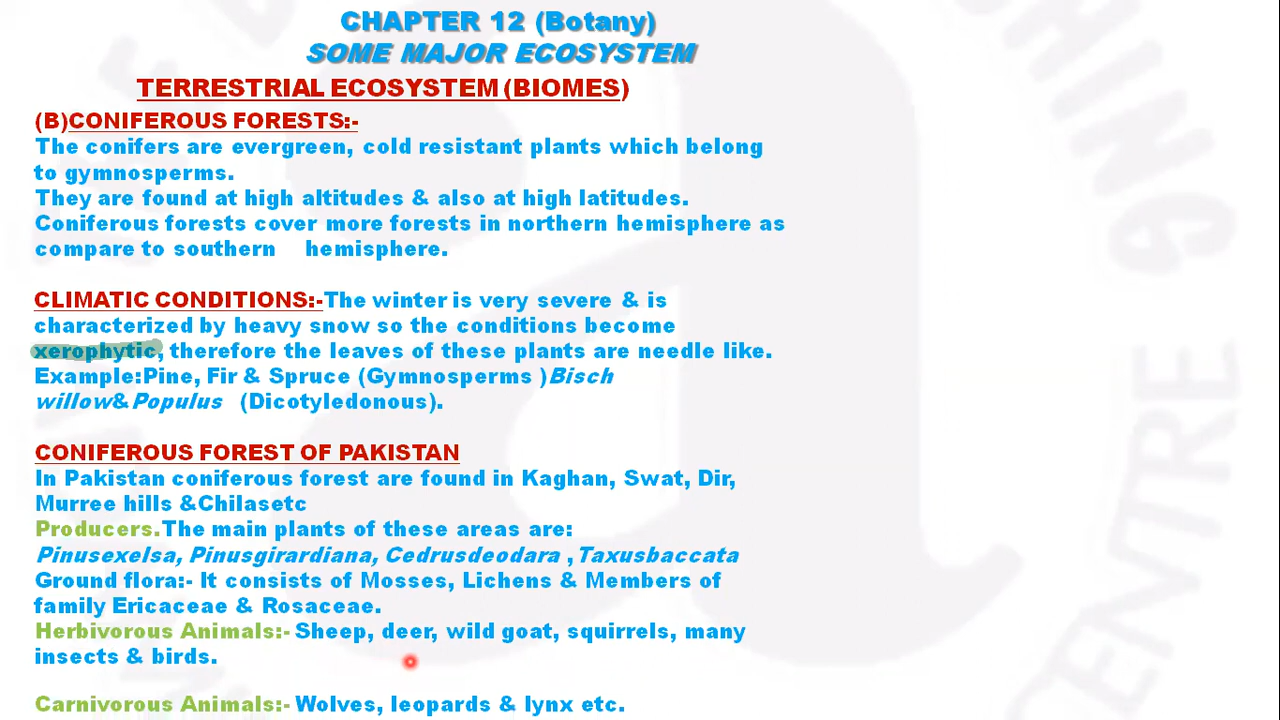 CHAPTER 12 (Botany)
SOME MAJOR ECOSYSTEM
TERRESTRIAL ECOSYSTEM (BIOMES)
(B)CONIFEROUS FORESTS:-
The conifers are evergreen, cold resistant plants which belong
to gymnosperms.
They are found at high altitudes & also at high latitudes.
Coniferous forests cover more forests in northern hemisphere as
compare to southern hemisphere.
CLIMATIC CONDITIONS:-The winter is very severe & is
characterized by heavy snow so the conditions become
xerophytic, therefore the leaves of these plants are needle like.
Example:Pine, Fir & Spruce (Gymnosperms )Bisch
willow&Populus (Dicotyledonous).
CONIFEROUS FOREST OF PAKISTAN
In Pakistan coniferous forest are found in Kaghan, Swat, Dir,
Murree hills &Chilasetc
Producers.The main plants of these areas are:
Pinusexelsa, Pinusgirardiana, Cedrusdeodara ,Taxusbaccata
Ground flora:- It consists of Mosses, Lichens & Members of
family Ericaceae & Rosaceae.
Herbivorous Animals:- Sheep, deer, wild goat, squirrels, many
insects & birds.
Carnivorous Animals:- Wolves, leopards & lynx etc.
CENTRE